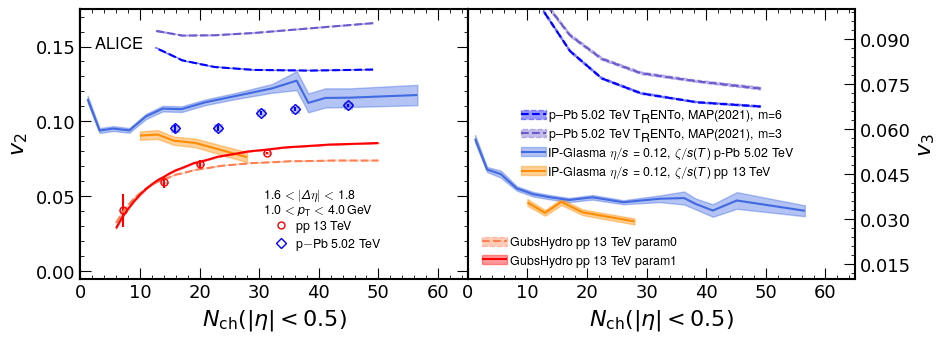 ALICE
0.15
0.10
0.05
0.00
v₂
1.6 < |Δη| < 1.8
1.0 < p_T < 4.0 GeV
pp 13 TeV
p−Pb 5.02 TeV
0 10 20 30 40 50 60
N_ch(|η| < 0.5)
p–Pb 5.02 TeV T_RENTo, MAP(2021), m=6
p–Pb 5.02 TeV T_RENTo, MAP(2021), m=3
IP-Glasma η/s = 0.12, ζ/s(T) p-Pb 5.02 TeV
IP-Glasma η/s = 0.12, ζ/s(T) pp 13 TeV
GubsHydro pp 13 TeV param0
GubsHydro pp 13 TeV param1
0.090
0.075
0.060
0.045
0.030
0.015
v₃
0 10 20 30 40 50 60
N_ch(|η| < 0.5)